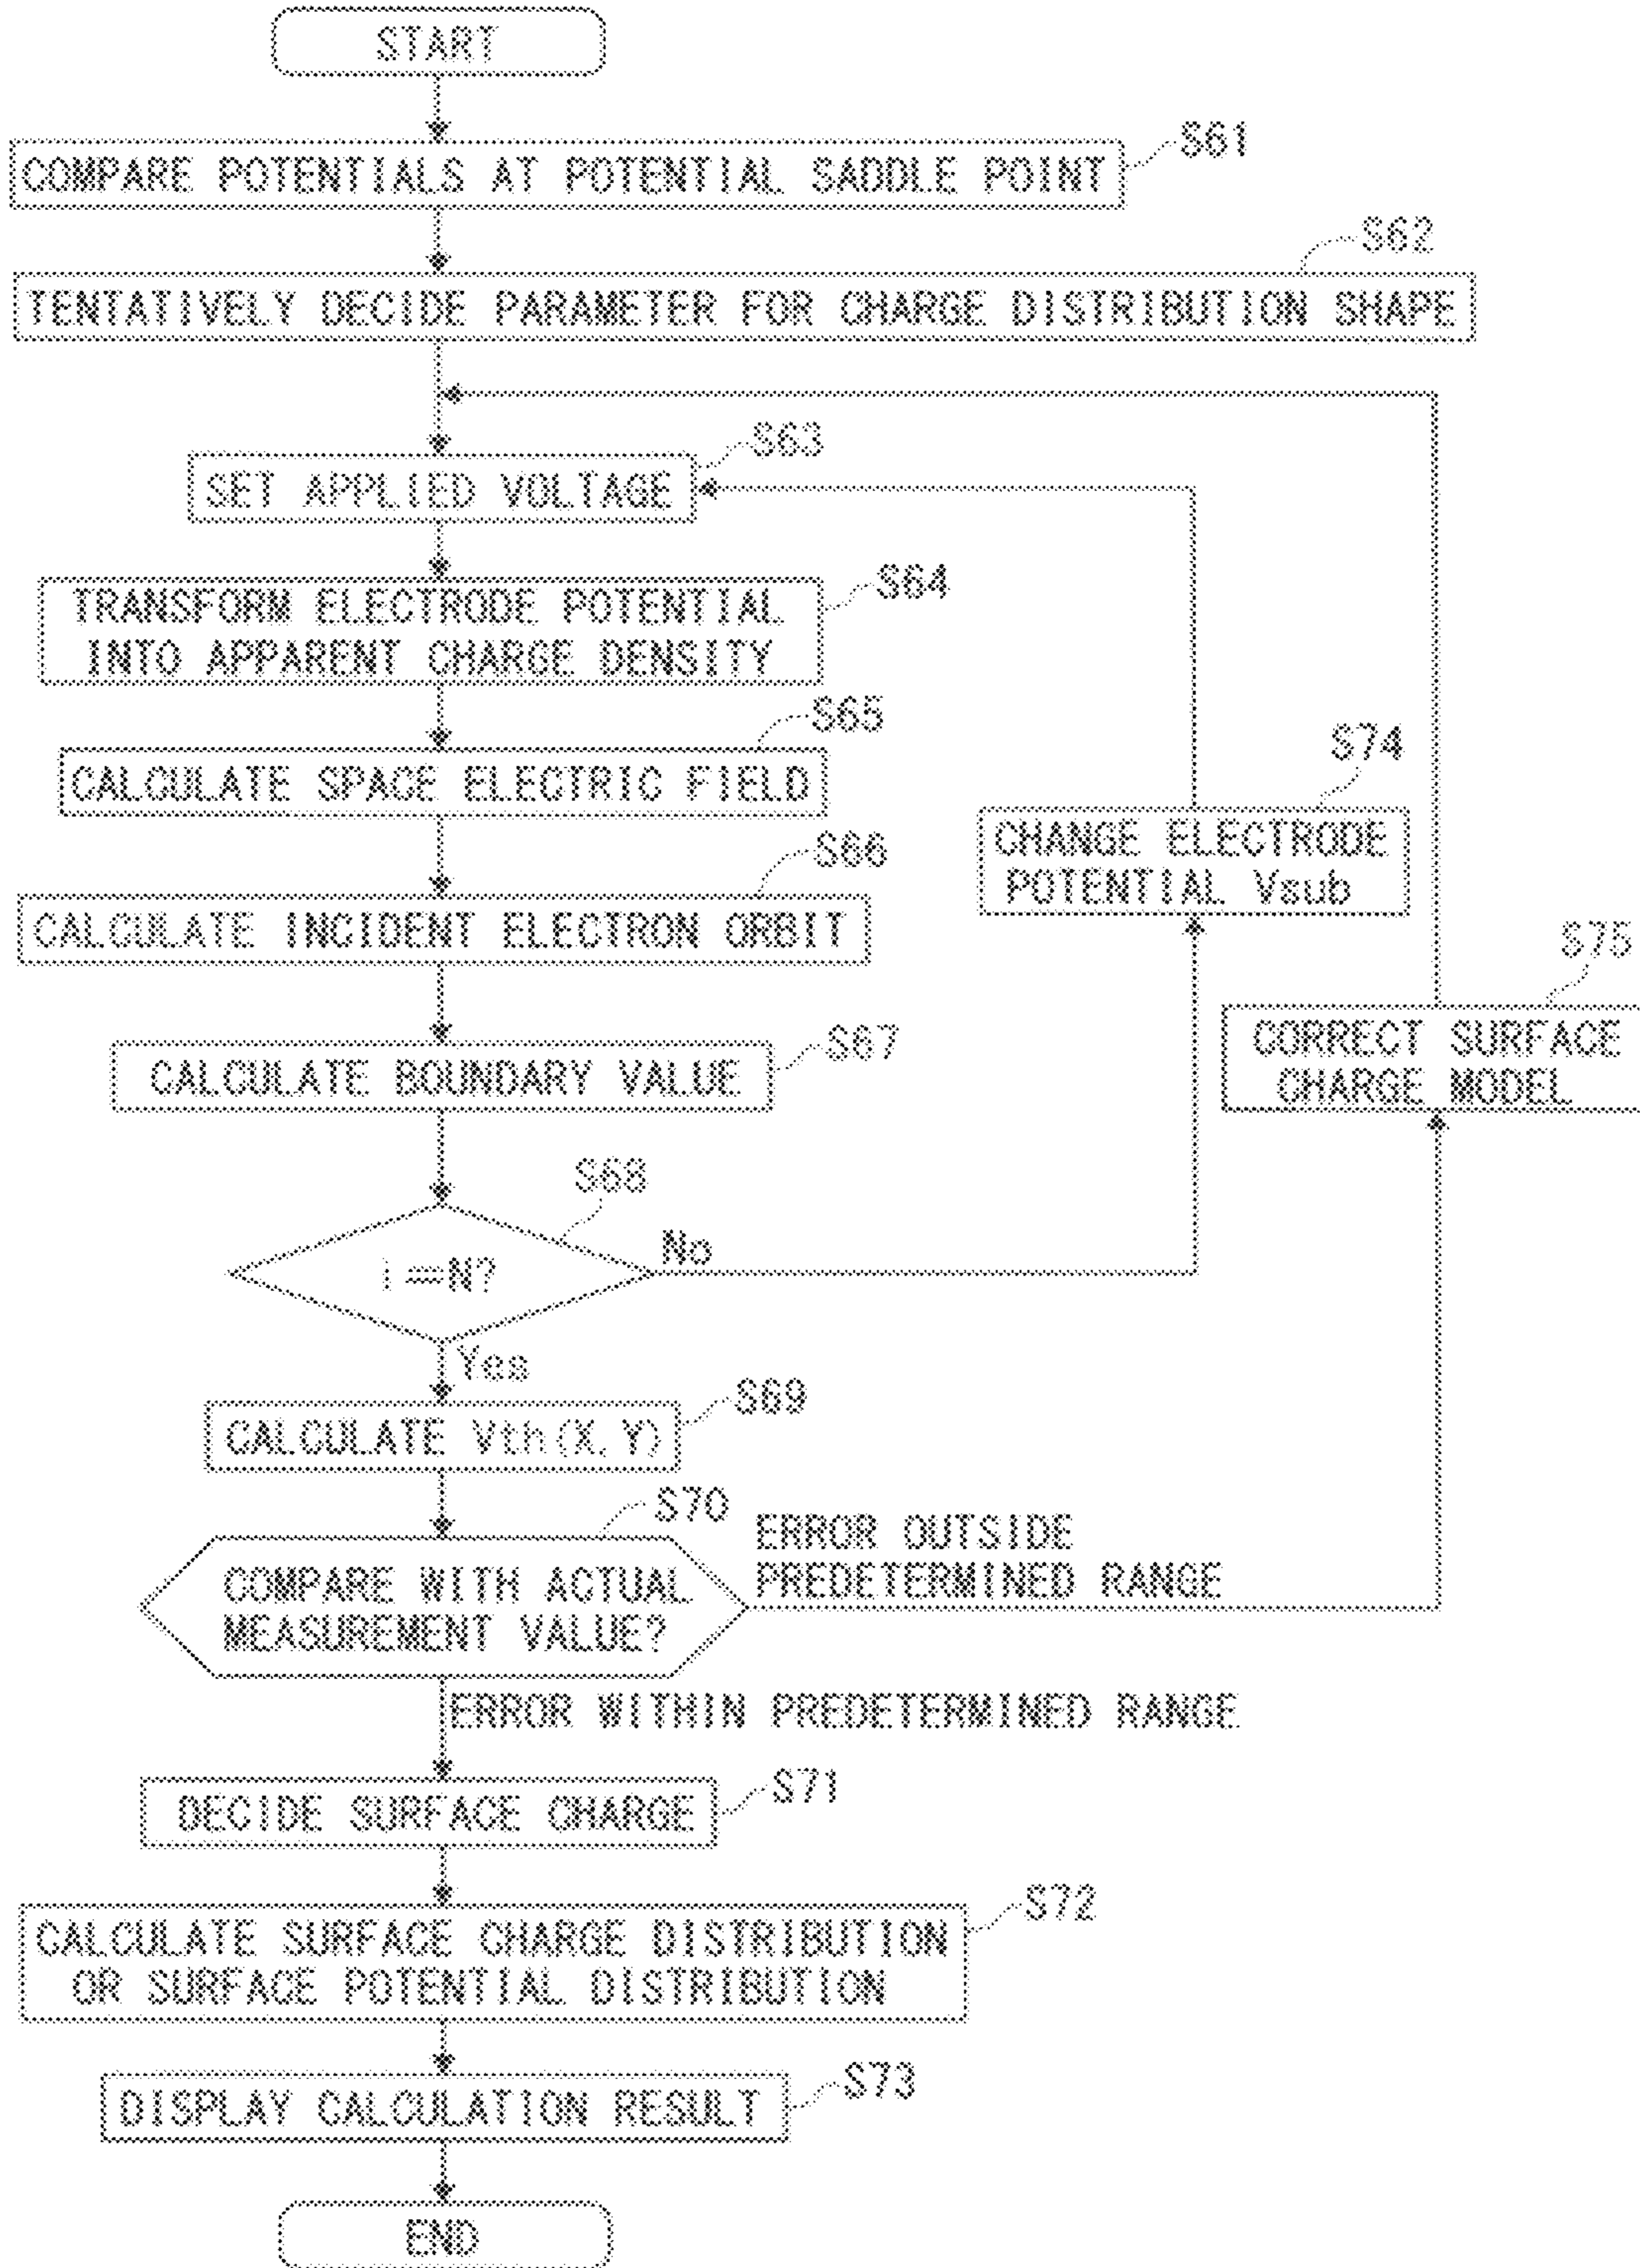 START
S61
COMPARE POTENTIALS AT POTENTIAL SADDLE POINT
S62
TENTATIVELY DECIDE PARAMETER FOR CHARGE DISTRIBUTION SHAPE
S63
SET APPLIED VOLTAGE
S64
TRANSFORM ELECTRODE POTENTIAL
INTO APPARENT CHARGE DENSITY
S65
CALCULATE SPACE ELECTRIC FIELD
S74
CHANGE ELECTRODE
POTENTIAL Vsub
S66
CALCULATE INCIDENT ELECTRON ORBIT
S75
CORRECT SURFACE
CHARGE MODEL
S67
CALCULATE BOUNDARY VALUE
S68
i==N?
No
Yes
S69
CALCULATE Vth(X,Y)
S70
COMPARE WITH ACTUAL
MEASUREMENT VALUE?
ERROR OUTSIDE
PREDETERMINED RANGE
ERROR WITHIN PREDETERMINED RANGE
S71
DECIDE SURFACE CHARGE
S72
CALCULATE SURFACE CHARGE DISTRIBUTION
OR SURFACE POTENTIAL DISTRIBUTION
S73
DISPLAY CALCULATION RESULT
END